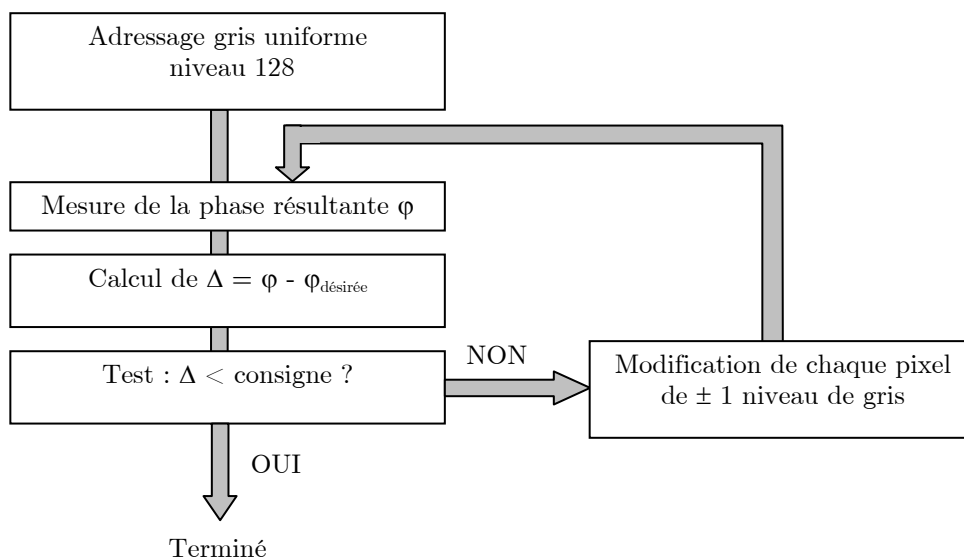 Adressage gris uniforme
niveau 128
Mesure de la phase résultante φ
Calcul de Δ = φ - φdésirée
Test : Δ < consigne ?
NON
Modification de chaque pixel
de ± 1 niveau de gris
OUI
Terminé